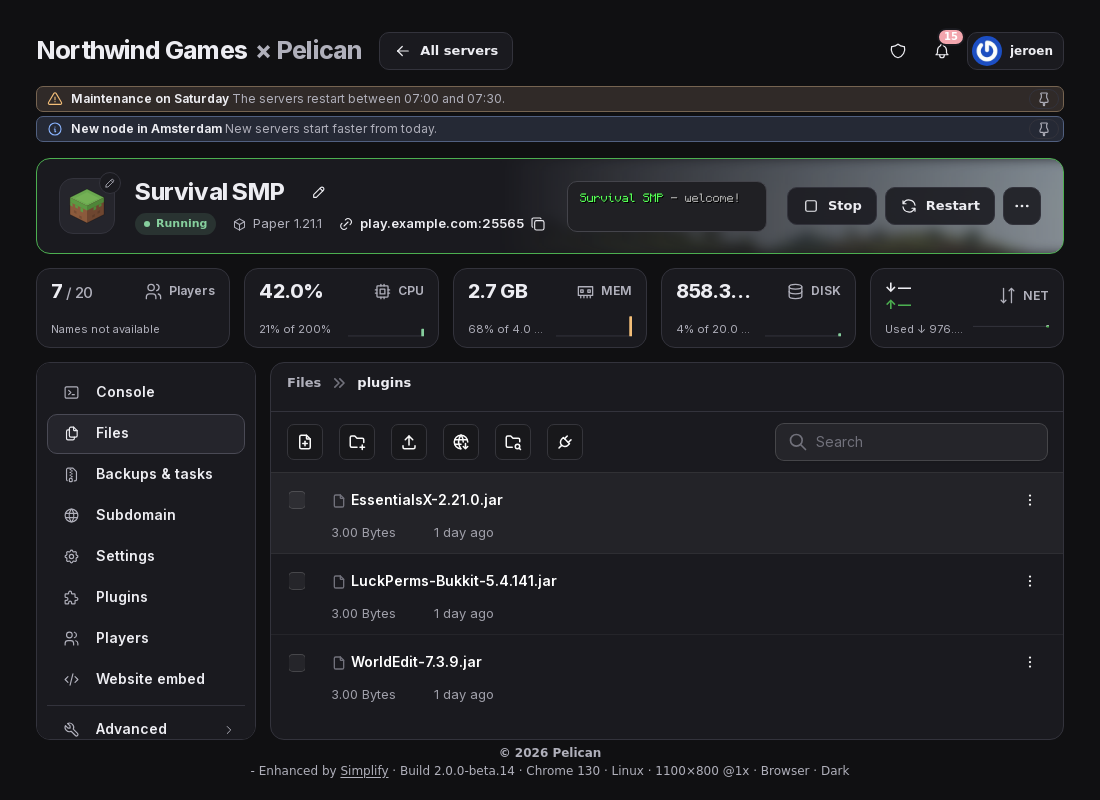 Northwind Games × Pelican
All servers
15
jeroen
Maintenance on Saturday The servers restart between 07:00 and 07:30.
New node in Amsterdam New servers start faster from today.
Survival SMP
Running
Paper 1.21.1
play.example.com:25565
Survival SMP - welcome!
Stop
Restart
7 / 20
Players
Names not available
42.0%
CPU
21% of 200%
2.7 GB
MEM
68% of 4.0 ...
858.3...
DISK
4% of 20.0 ...
↓—
↑—
NET
Used ↓ 976....
Console
Files
Backups & tasks
Subdomain
Settings
Plugins
Players
Website embed
Advanced
Files » plugins
Search
EssentialsX-2.21.0.jar
3.00 Bytes 1 day ago
LuckPerms-Bukkit-5.4.141.jar
3.00 Bytes 1 day ago
WorldEdit-7.3.9.jar
3.00 Bytes 1 day ago
© 2026 Pelican
- Enhanced by Simplify · Build 2.0.0-beta.14 · Chrome 130 · Linux · 1100×800 @1x · Browser · Dark